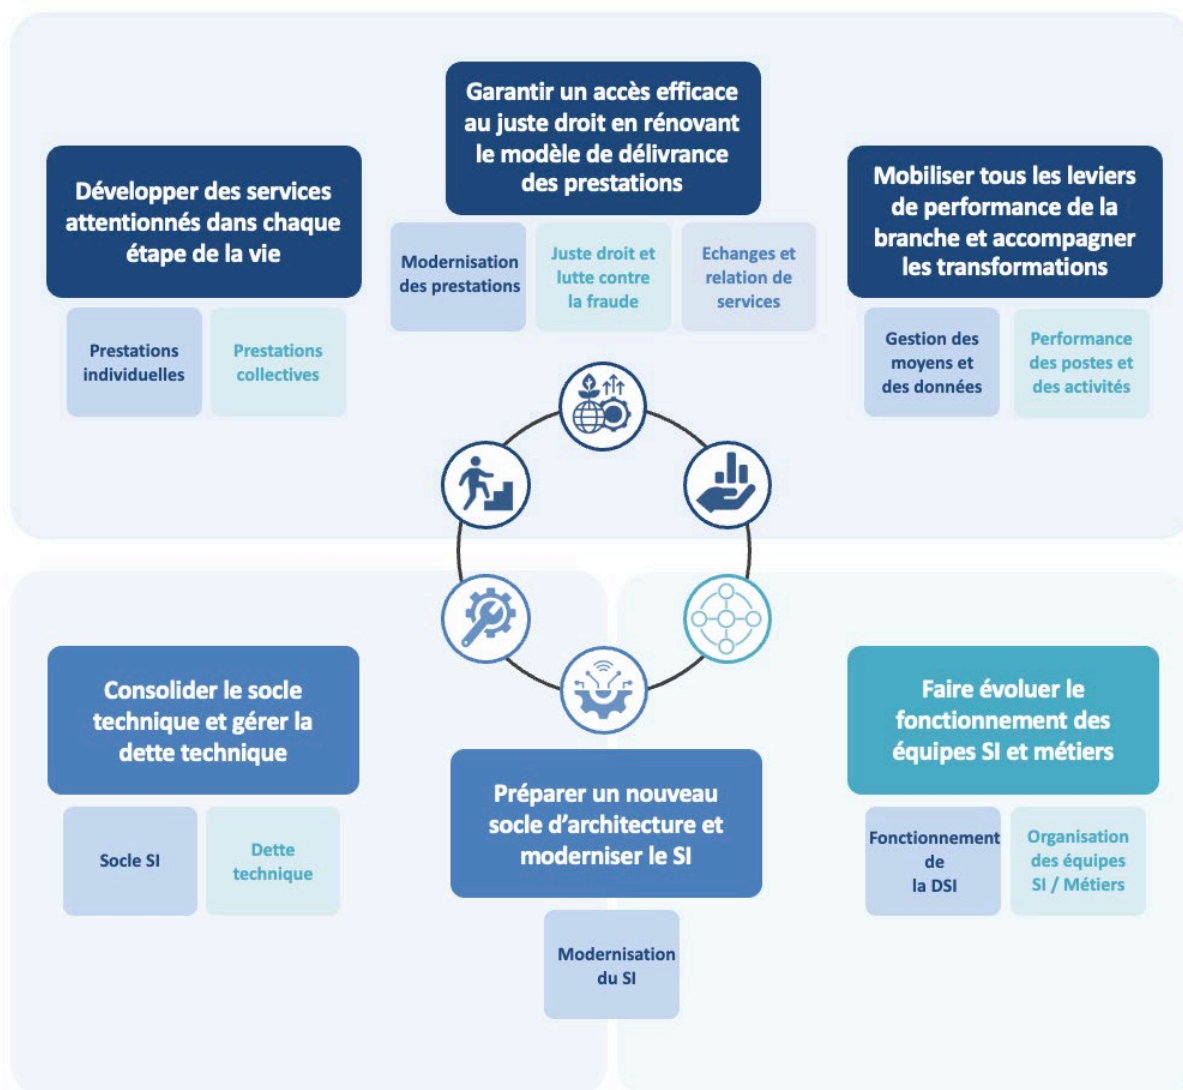 Garantir un accès efficace
au juste droit en rénovant
le modèle de délivrance
des prestations
Développer des services
attentionnés dans chaque
étape de la vie
Mobiliser tous les leviers
de performance de la
branche et accompagner
les transformations
Modernisation
des prestations
Juste droit et
lutte contre
la fraude
Echanges et
relation de
services
Prestations
individuelles
Prestations
collectives
Gestion des
moyens et
des données
Performance
des postes et
des activités
Consolider le socle
technique et gérer la
dette technique
Préparer un nouveau
socle d’architecture et
moderniser le SI
Faire évoluer le
fonctionnement des
équipes SI et métiers
Socle SI
Dette
technique
Modernisation
du SI
Fonctionnement
de
la DSI
Organisation
des équipes
SI / Métiers